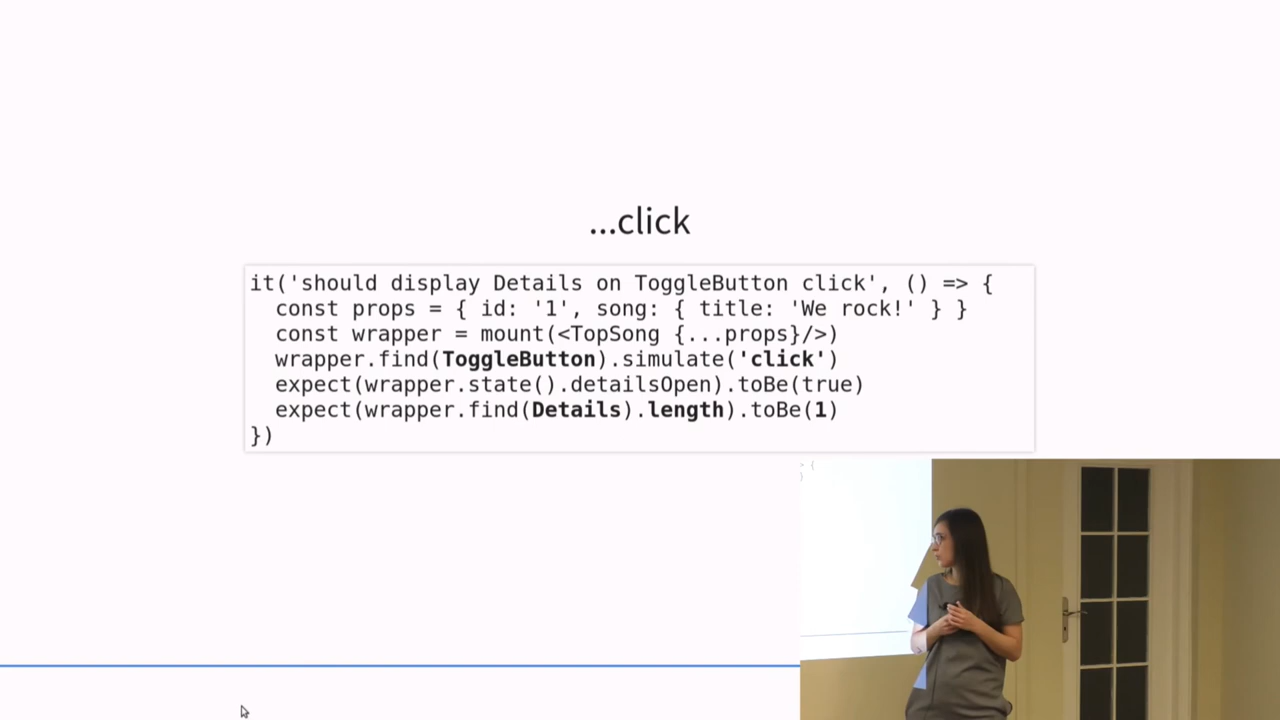 ...click
it('should display Details on ToggleButton click', () => {
  const props = { id: '1', song: { title: 'We rock!' } }
  const wrapper = mount(<TopSong {...props}/>)
  wrapper.find(ToggleButton).simulate('click')
  expect(wrapper.state().detailsOpen).toBe(true)
  expect(wrapper.find(Details).length).toBe(1)
})